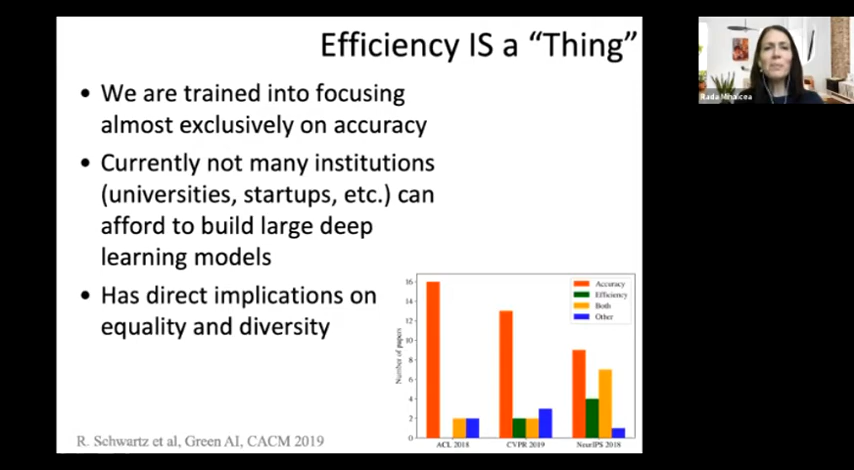 Efficiency IS a “Thing”
• We are trained into focusing
almost exclusively on accuracy
• Currently not many institutions
(universities, startups, etc.) can
afford to build large deep
learning models
• Has direct implications on
equality and diversity
Number of papers
16
14
12
10
8
6
4
2
0
Accuracy
Efficiency
Both
Other
ACL 2018
CVPR 2019
NeurIPS 2018
R. Schwartz et al, Green AI, CACM 2019
Rada Mihalcea